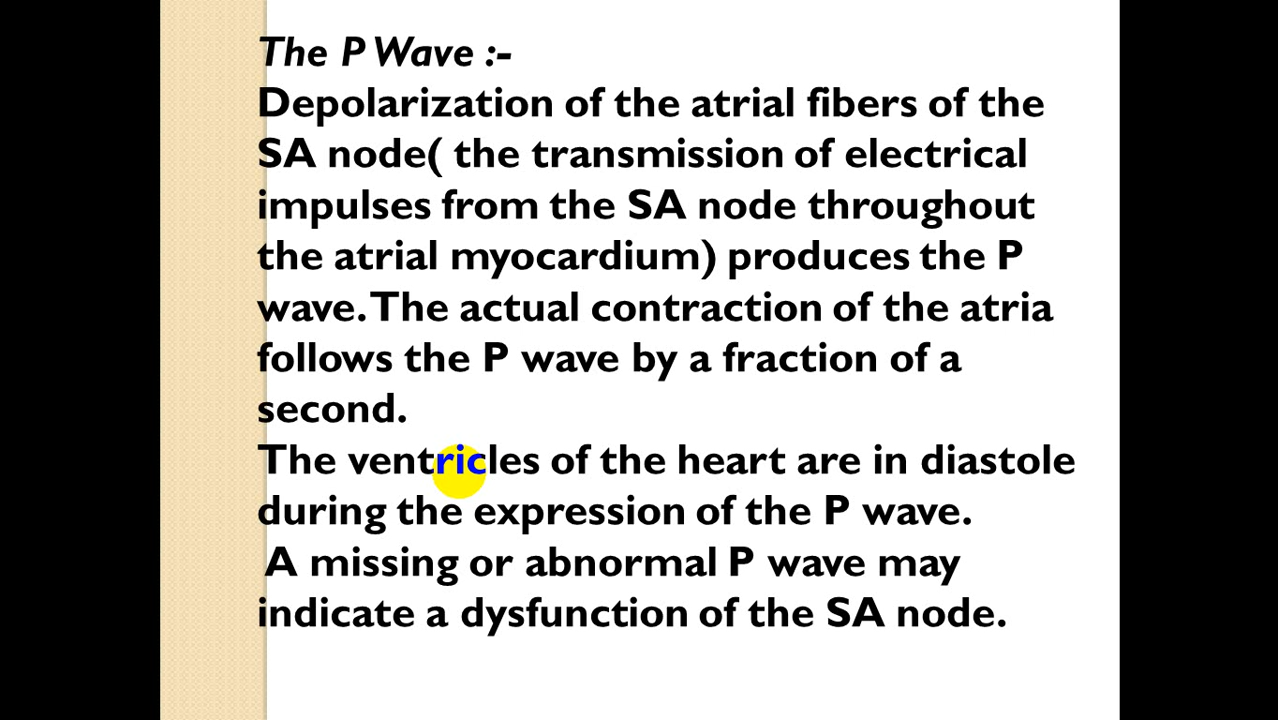 The P Wave :-
Depolarization of the atrial fibers of the
SA node( the transmission of electrical
impulses from the SA node throughout
the atrial myocardium) produces the P
wave. The actual contraction of the atria
follows the P wave by a fraction of a
second.
The ventricles of the heart are in diastole
during the expression of the P wave.
A missing or abnormal P wave may
indicate a dysfunction of the SA node.